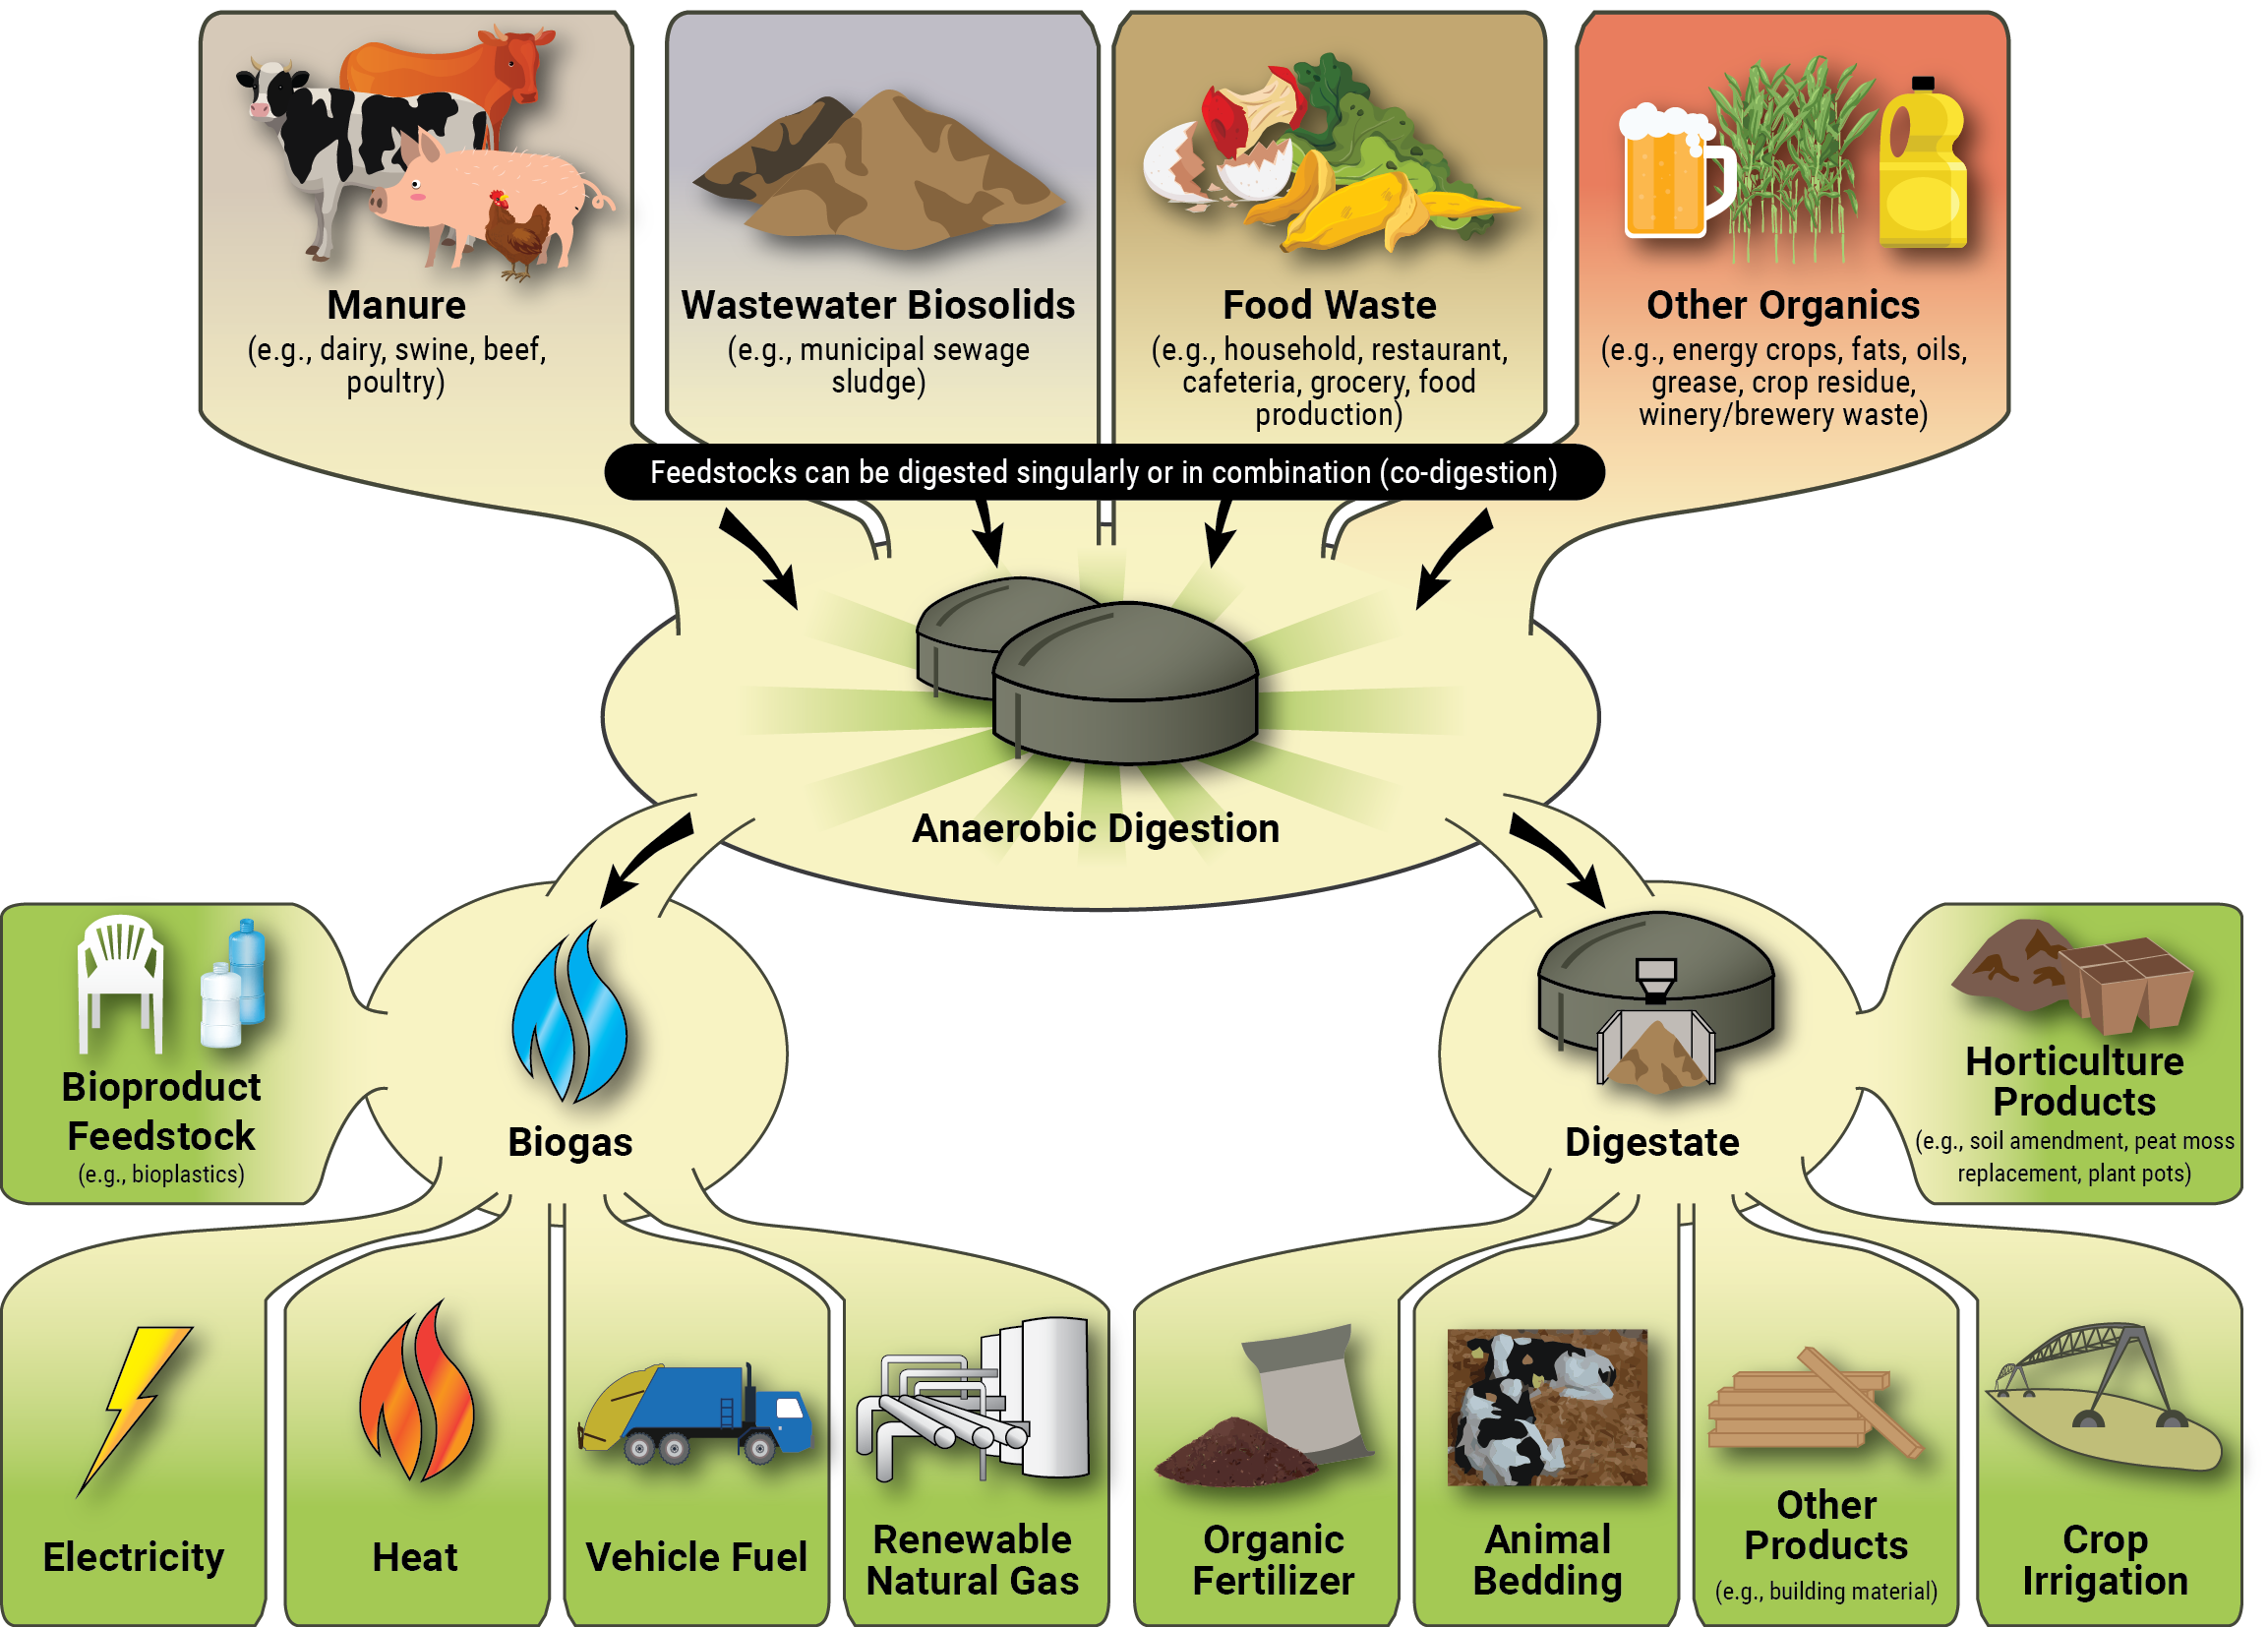 Manure
(e.g., dairy, swine, beef,
poultry)
Wastewater Biosolids
(e.g., municipal sewage
sludge)
Food Waste
(e.g., household, restaurant,
cafeteria, grocery, food
production)
Other Organics
(e.g., energy crops, fats, oils,
grease, crop residue,
winery/brewery waste)
Feedstocks can be digested singularly or in combination (co-digestion)
Anaerobic Digestion
Bioproduct
Feedstock
(e.g., bioplastics)
Biogas
Digestate
Horticulture
Products
(e.g., soil amendment, peat moss
replacement, plant pots)
Electricity
Heat
Vehicle Fuel
Renewable
Natural Gas
Organic
Fertilizer
Animal
Bedding
Other
Products
(e.g., building material)
Crop
Irrigation